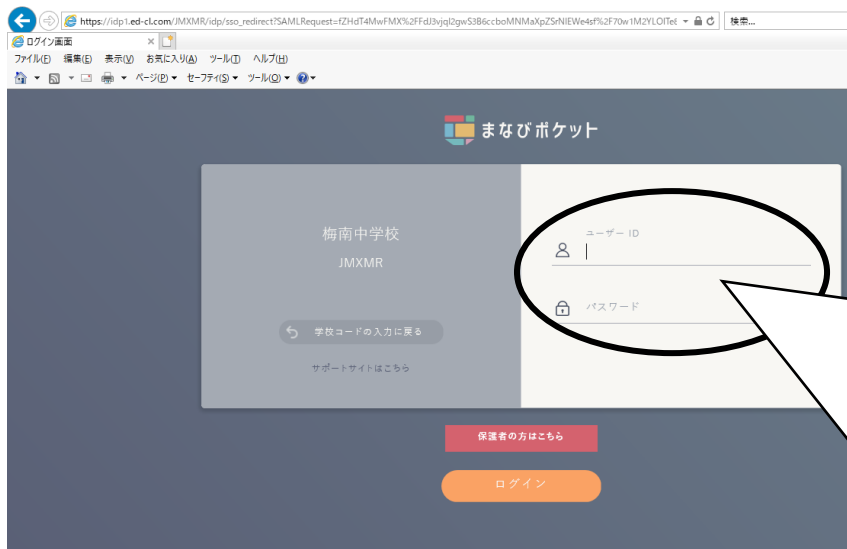 https://idp1.ed-cl.com/JMXMR/idp/sso_redirect?SAMLRequest=
検索...
ログイン画面
ファイル(F) 編集(E) 表示(V) お気に入り(A) ツール(T) ヘルプ(H)
ページ(P) セーフティ(S) ツール(O)
まなびポケット
梅南中学校
JMXMR
学校コードの入力に戻る
サポートサイトはこちら
ユーザー ID
パスワード
保護者の方はこちら
ログイン